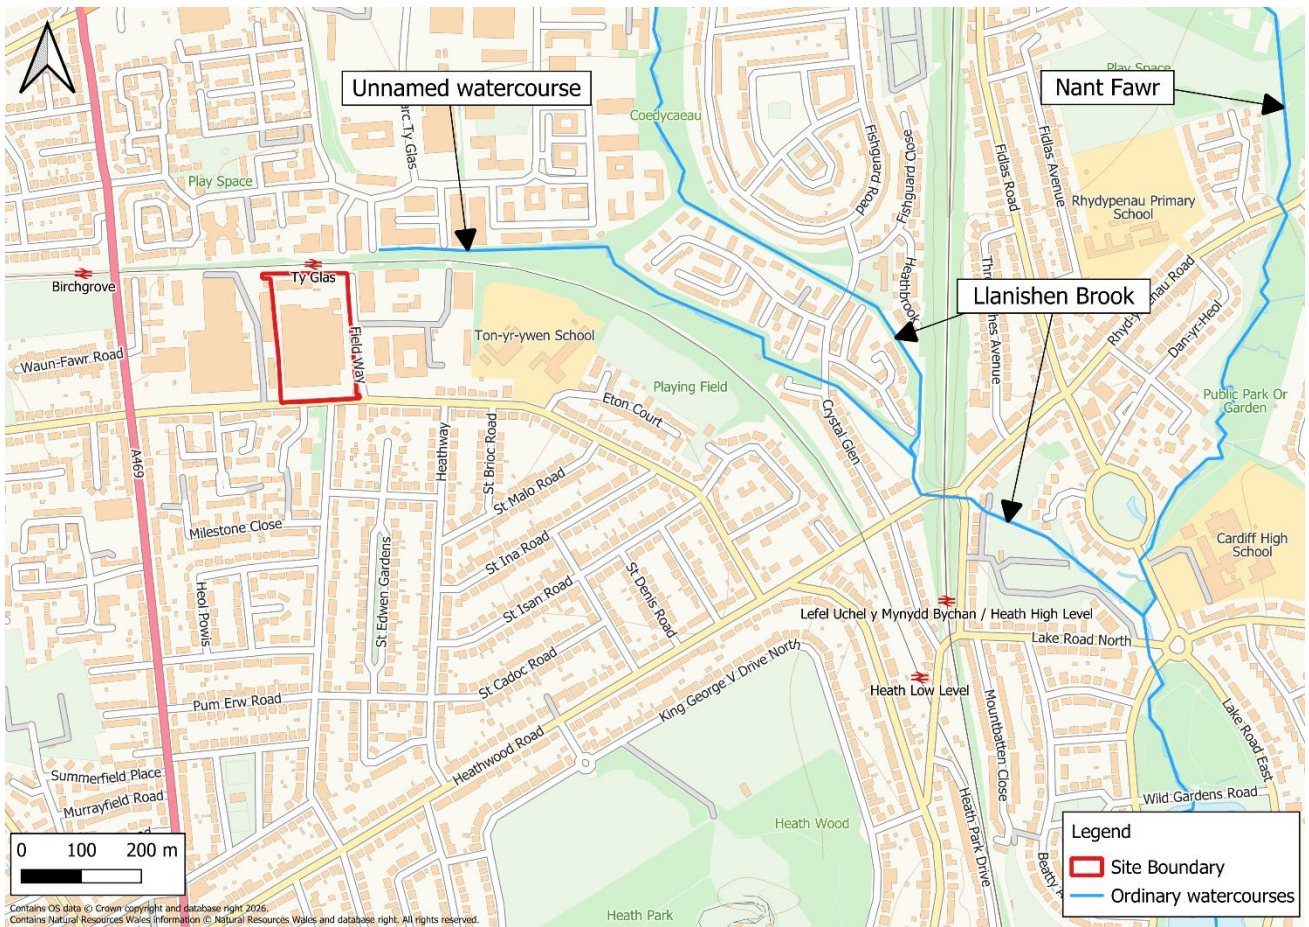 Unnamed watercourse
Nant Fawr
Llanishen Brook
Play Space
Coedycaeau
Parc Ty Glas
Fishguard Road
Fishguard Close
Heathbrook
Fidlas Road
Fidlas Avenue
Play Space
Rhydypenau Primary
School
Birchgrove
Ty Glas
Waun-Fawr Road
Field Way
Ton-yr-ywen School
Playing Field
Eton Court
Crystal Glen
Avenue
Dan-yr-Heol
Public Park Or
Garden
A469
Heathway
St Brioc Road
St Malo Road
Milestone Close
St Ina Road
St Isan Road
St Denis Road
St Edwen Gardens
Heol Powis
St Cadoc Road
Pum Erw Road
Cardiff High
School
Lefel Uchel y Mynydd Bychan / Heath High Level
Lake Road North
King George V Drive North
Heath Low Level
Heathwood Road
Mountbatten Close
Lake Road East
Summerfield Place
Murrayfield Road
Wild Gardens Road
Heath Wood
Heath Park Drive
Heath Park
0 100 200 m
Legend
Site Boundary
Ordinary watercourses
Contains OS data © Crown copyright and database right 2026.
Contains Natural Resources Wales information © Natural Resources Wales and database right. All rights reserved.